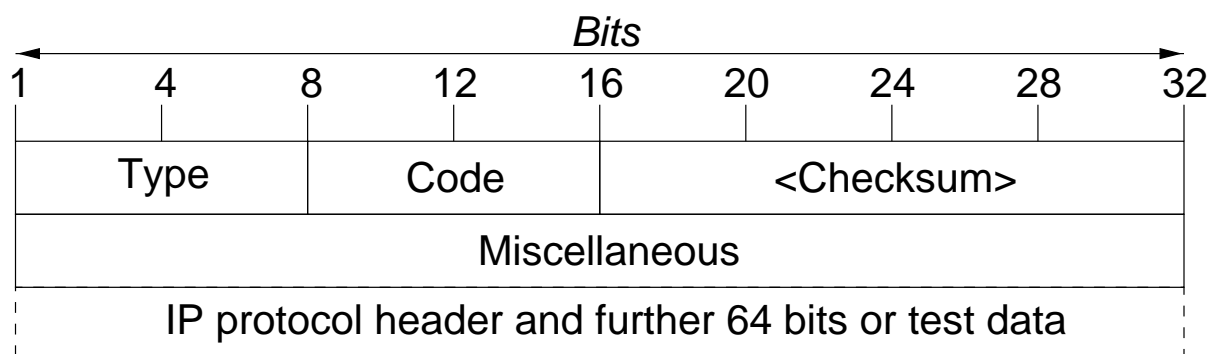 Bits
1 4 8 12 16 20 24 28 32
Type Code <Checksum>
Miscellaneous
IP protocol header and further 64 bits or test data